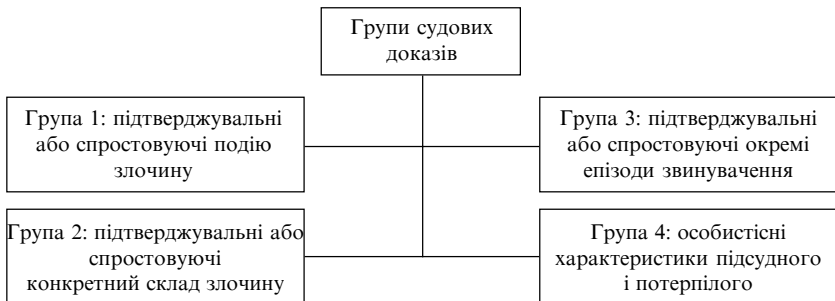 Групи судових
доказів
Група 1: підтверджувальні
або спростовуючі подію
злочину
Група 3: підтверджувальні
або спростовуючі окремі
епізоди звинувачення
Група 2: підтверджувальні або
спростовуючі
конкретний склад злочину
Група 4: особистісні
характеристики підсудного
і потерпілого